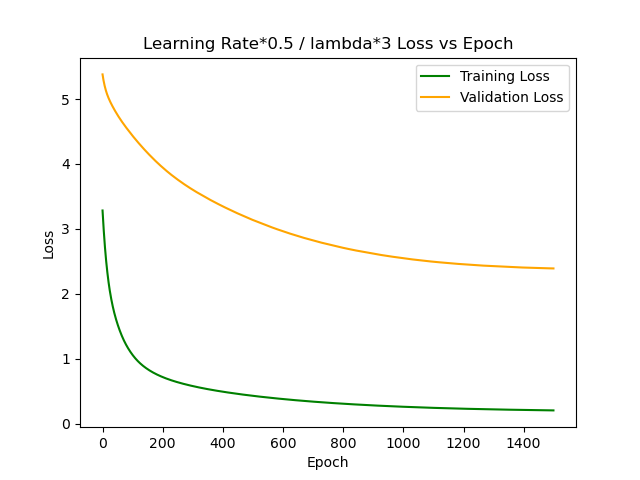 Learning Rate*0.5 / lambda*3 Loss vs Epoch
Training Loss
Validation Loss
Loss
5
4
3
2
1
0
0 200 400 600 800 1000 1200 1400
Epoch